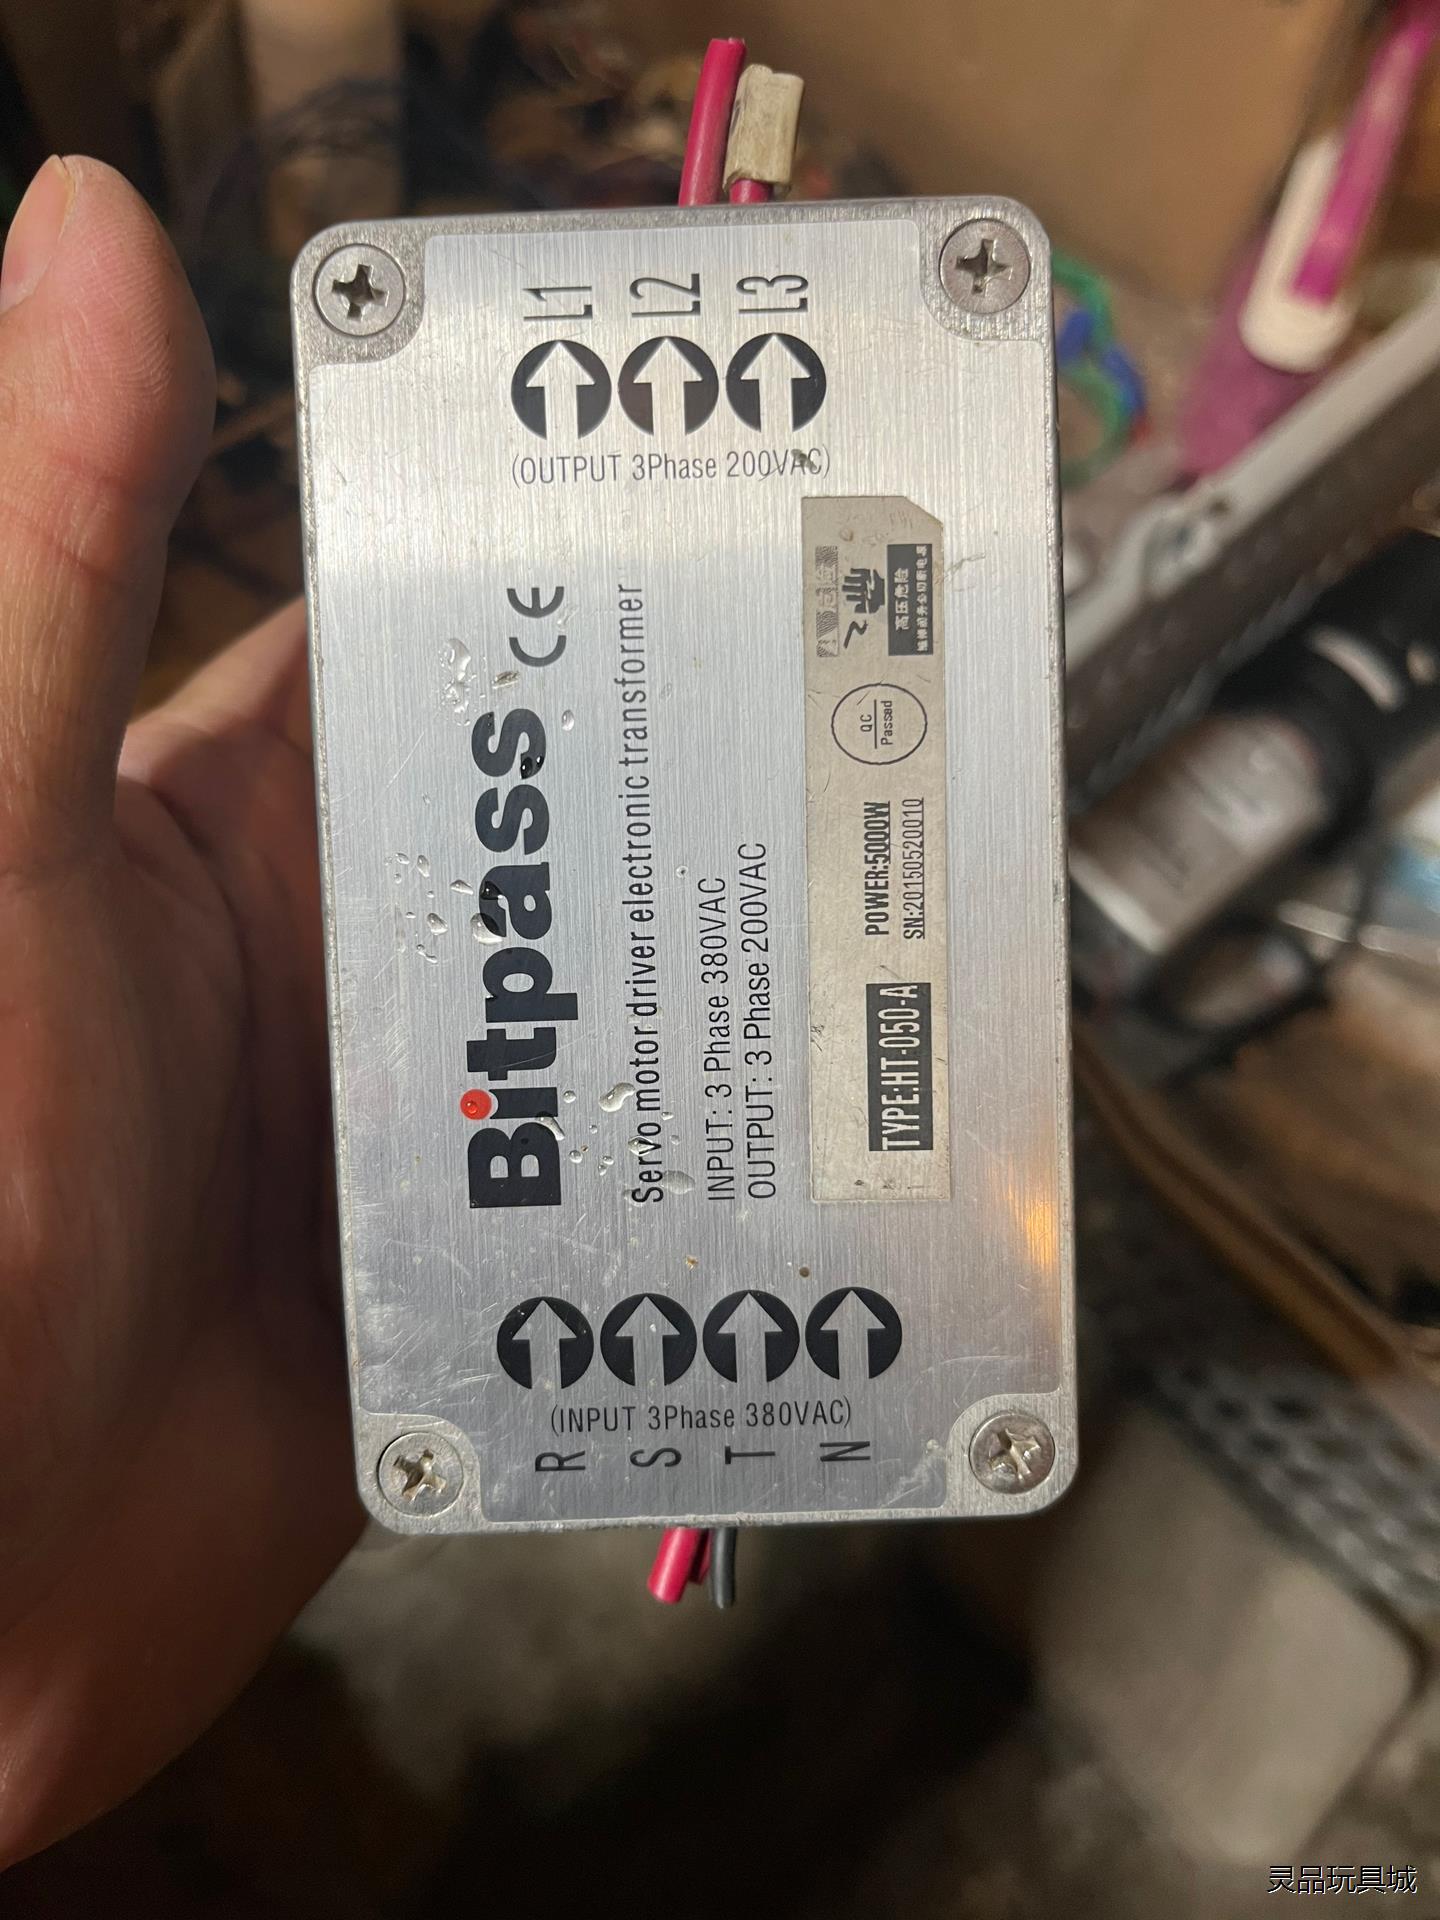 L1
L2
L3
(OUTPUT 3Phase 200VAC)
Bitpass CE
Servo motor driver electronic transformer
INPUT: 3 Phase 380VAC
OUTPUT: 3 Phase 200VAC
TYPE:HT-050-A
POWER:5000W
SN:20150520010
QC
Passed
高压危险
(INPUT 3Phase 380VAC)
R
S
T
N
灵品玩具城